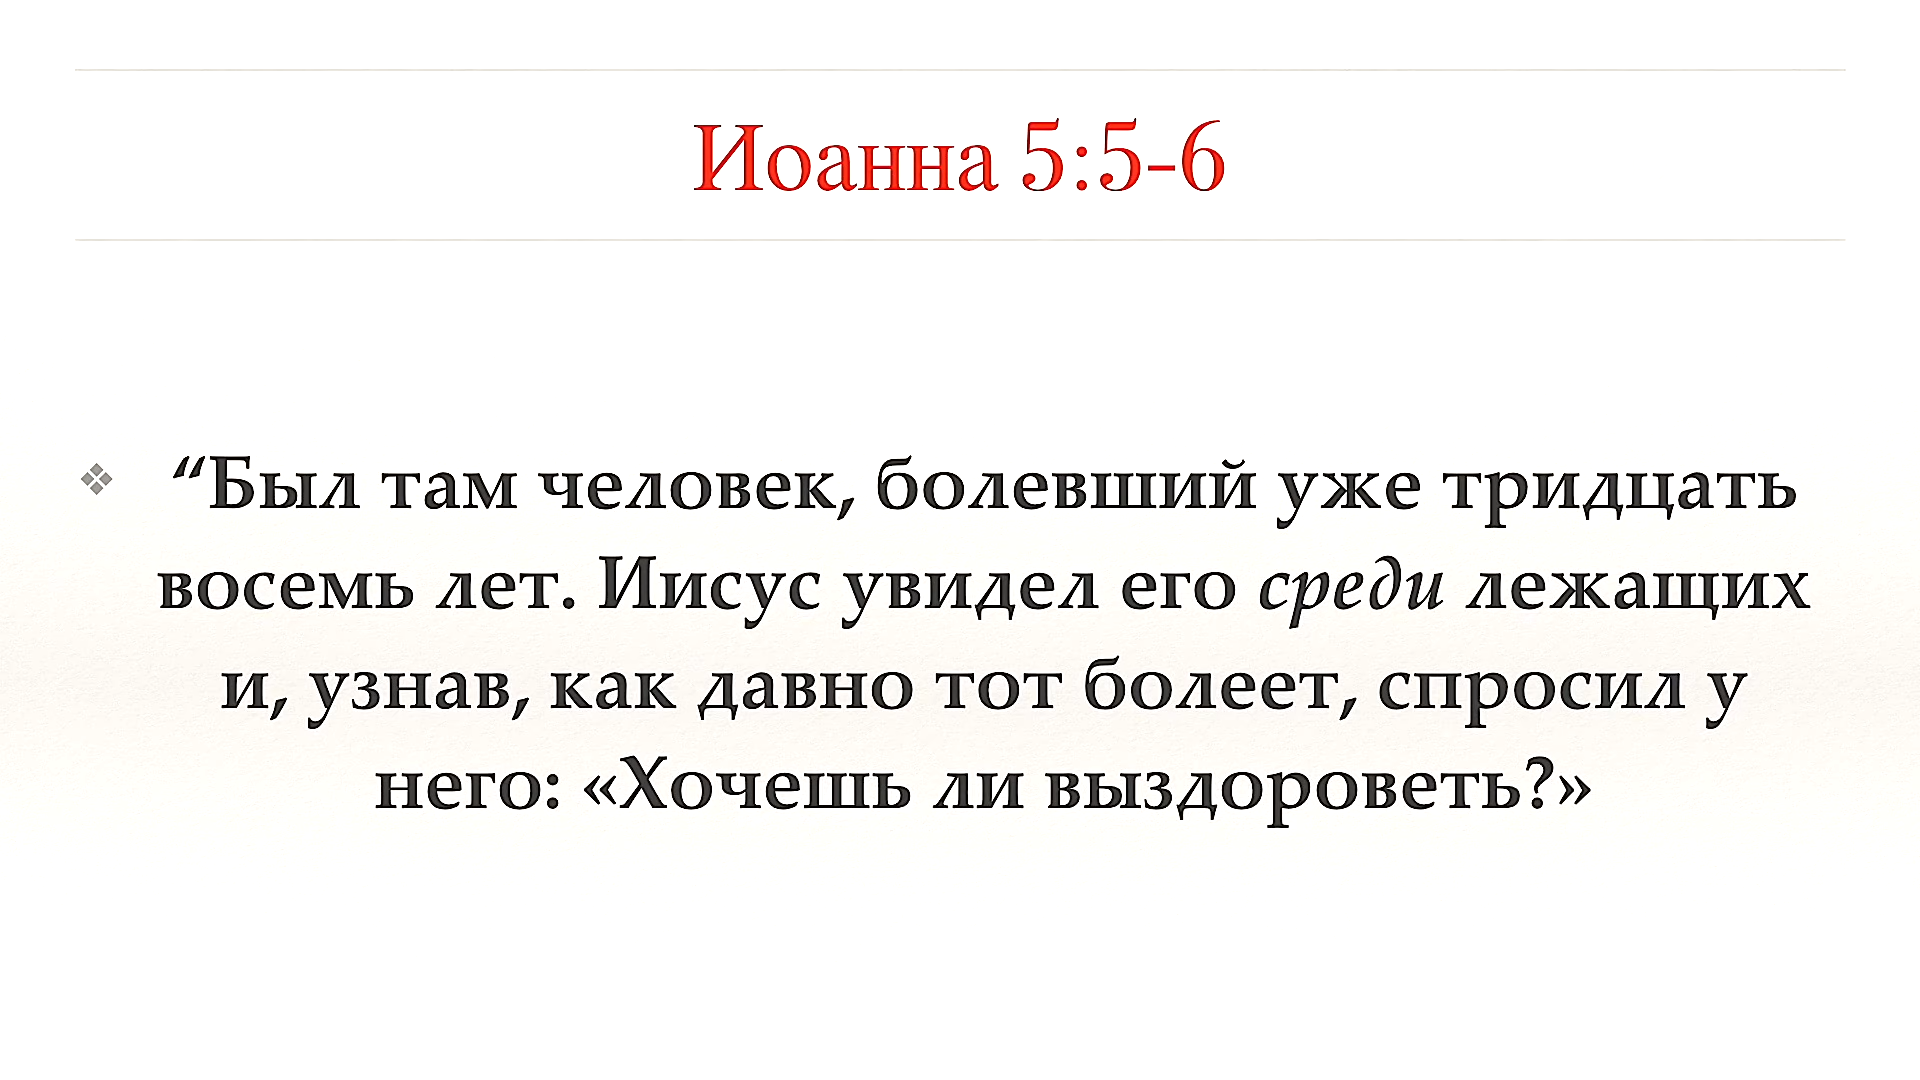 Иоанна 5:5-6
“Был там человек, болевший уже тридцать
восемь лет. Иисус увидел его среди лежащих
и, узнав, как давно тот болеет, спросил у
него: «Хочешь ли выздороветь?»